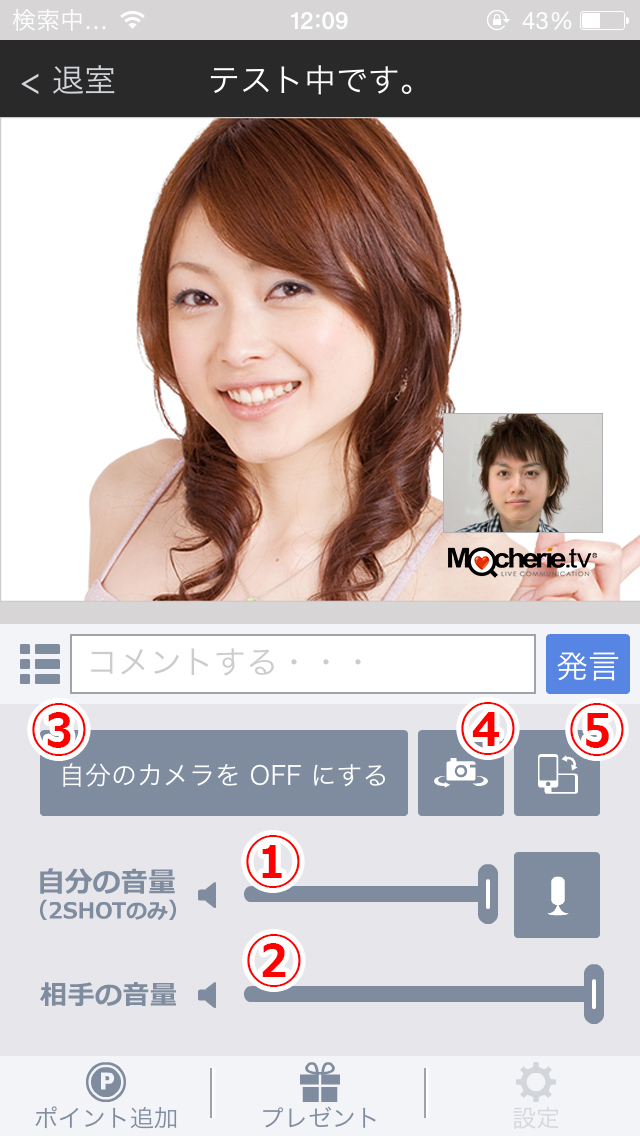 検索中... 12:09 43%
< 退室 テスト中です。
Mocherie.tv®
LIVE COMMUNICATION
コメントする・・・ 発言
③ ④ ⑤
自分のカメラを OFF にする
①
自分の音量
(2SHOTのみ)
②
相手の音量
P
ポイント追加 プレゼント 設定